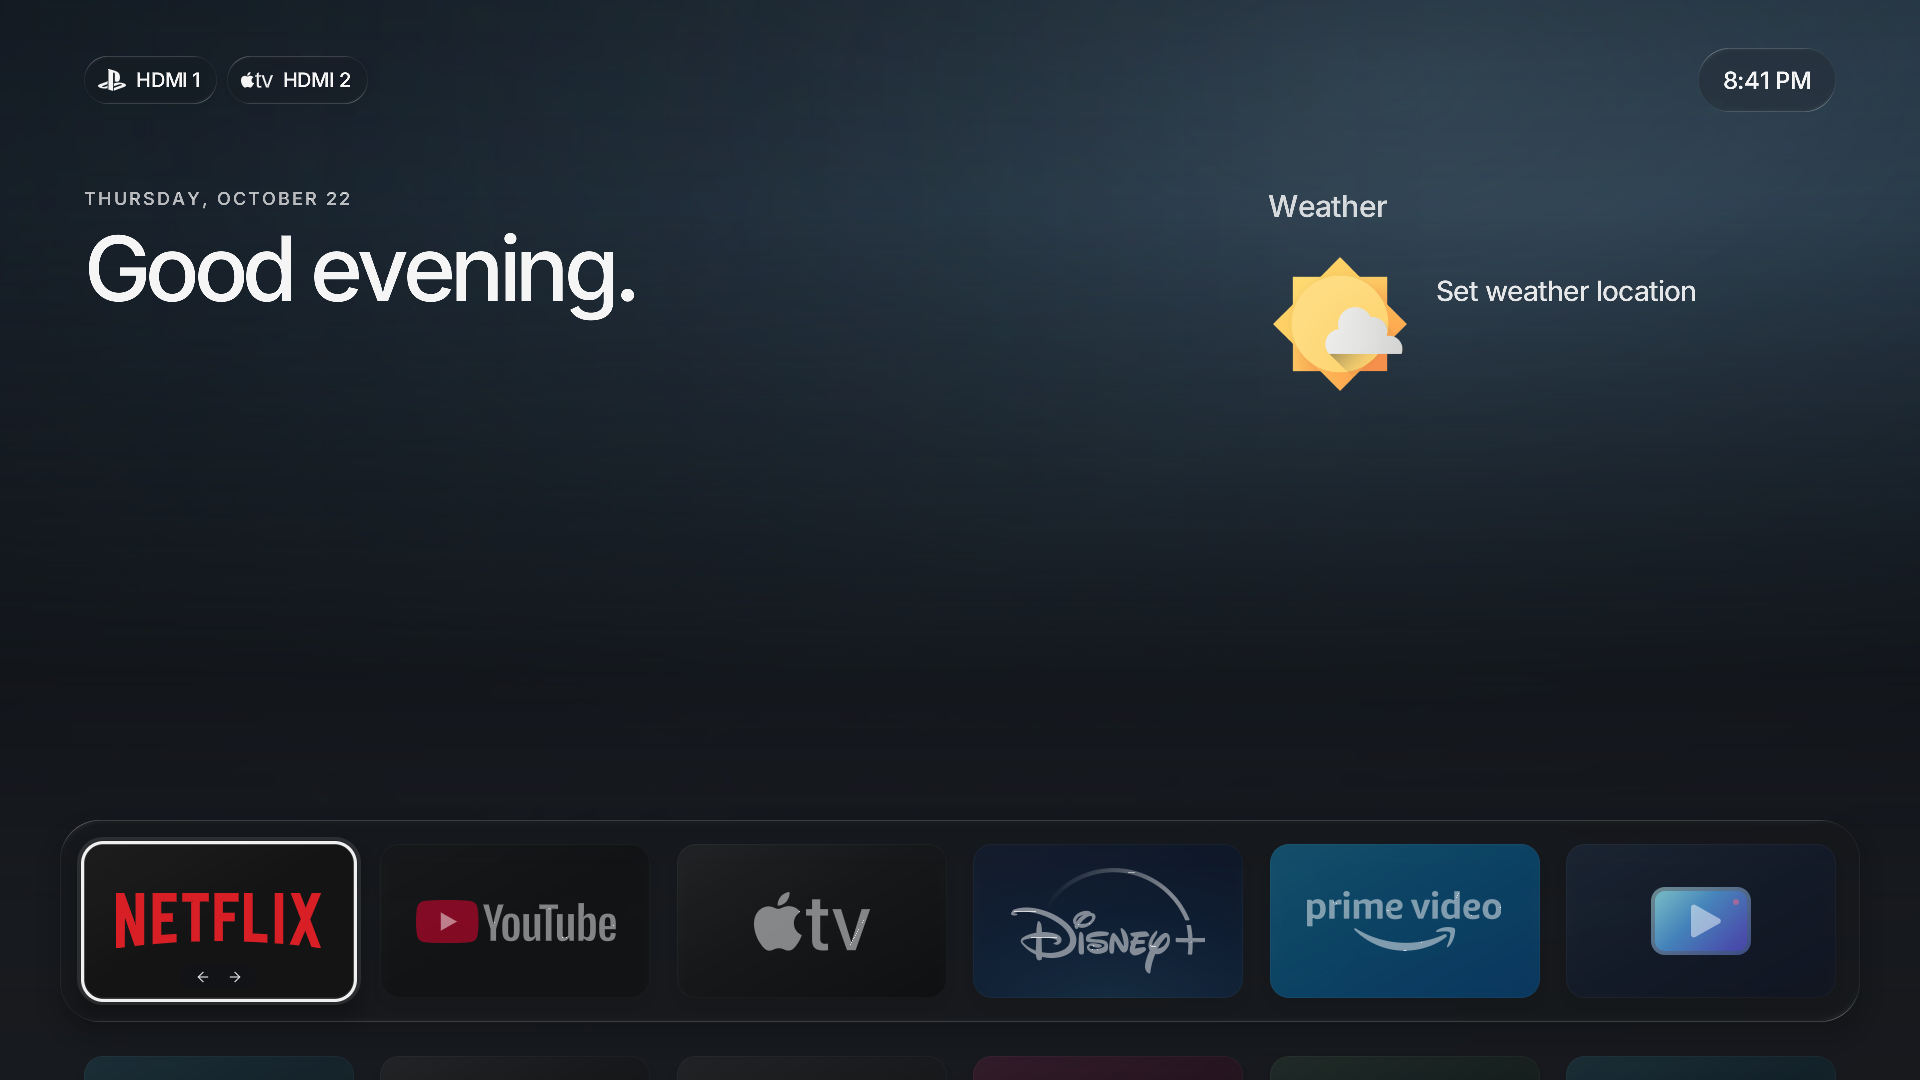 HDMI 1
tv HDMI 2
8:41 PM
THURSDAY, OCTOBER 22
Good evening.
Weather
Set weather location
NETFLIX
YouTube
tv
Disney+
prime video